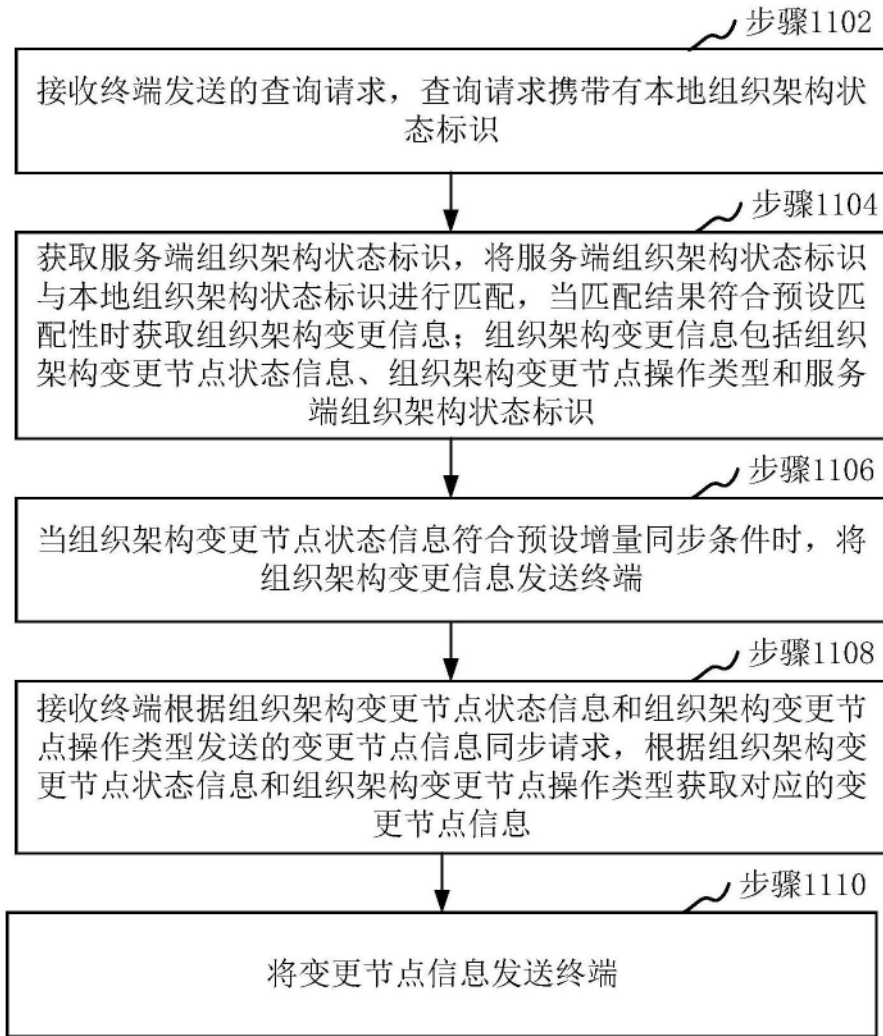 步骤1102
接收终端发送的查询请求，查询请求携带有本地组织架构状
态标识
步骤1104
获取服务端组织架构状态标识，将服务端组织架构状态标识
与本地组织架构状态标识进行匹配，当匹配结果符合预设匹
配性时获取组织架构变更信息；组织架构变更信息包括组织
架构变更节点状态信息、组织架构变更节点操作类型和服务
端组织架构状态标识
步骤1106
当组织架构变更节点状态信息符合预设增量同步条件时，将
组织架构变更信息发送终端
步骤1108
接收终端根据组织架构变更节点状态信息和组织架构变更节
点操作类型发送的变更节点信息同步请求，根据组织架构变
更节点状态信息和组织架构变更节点操作类型获取对应的变
更节点信息
步骤1110
将变更节点信息发送终端